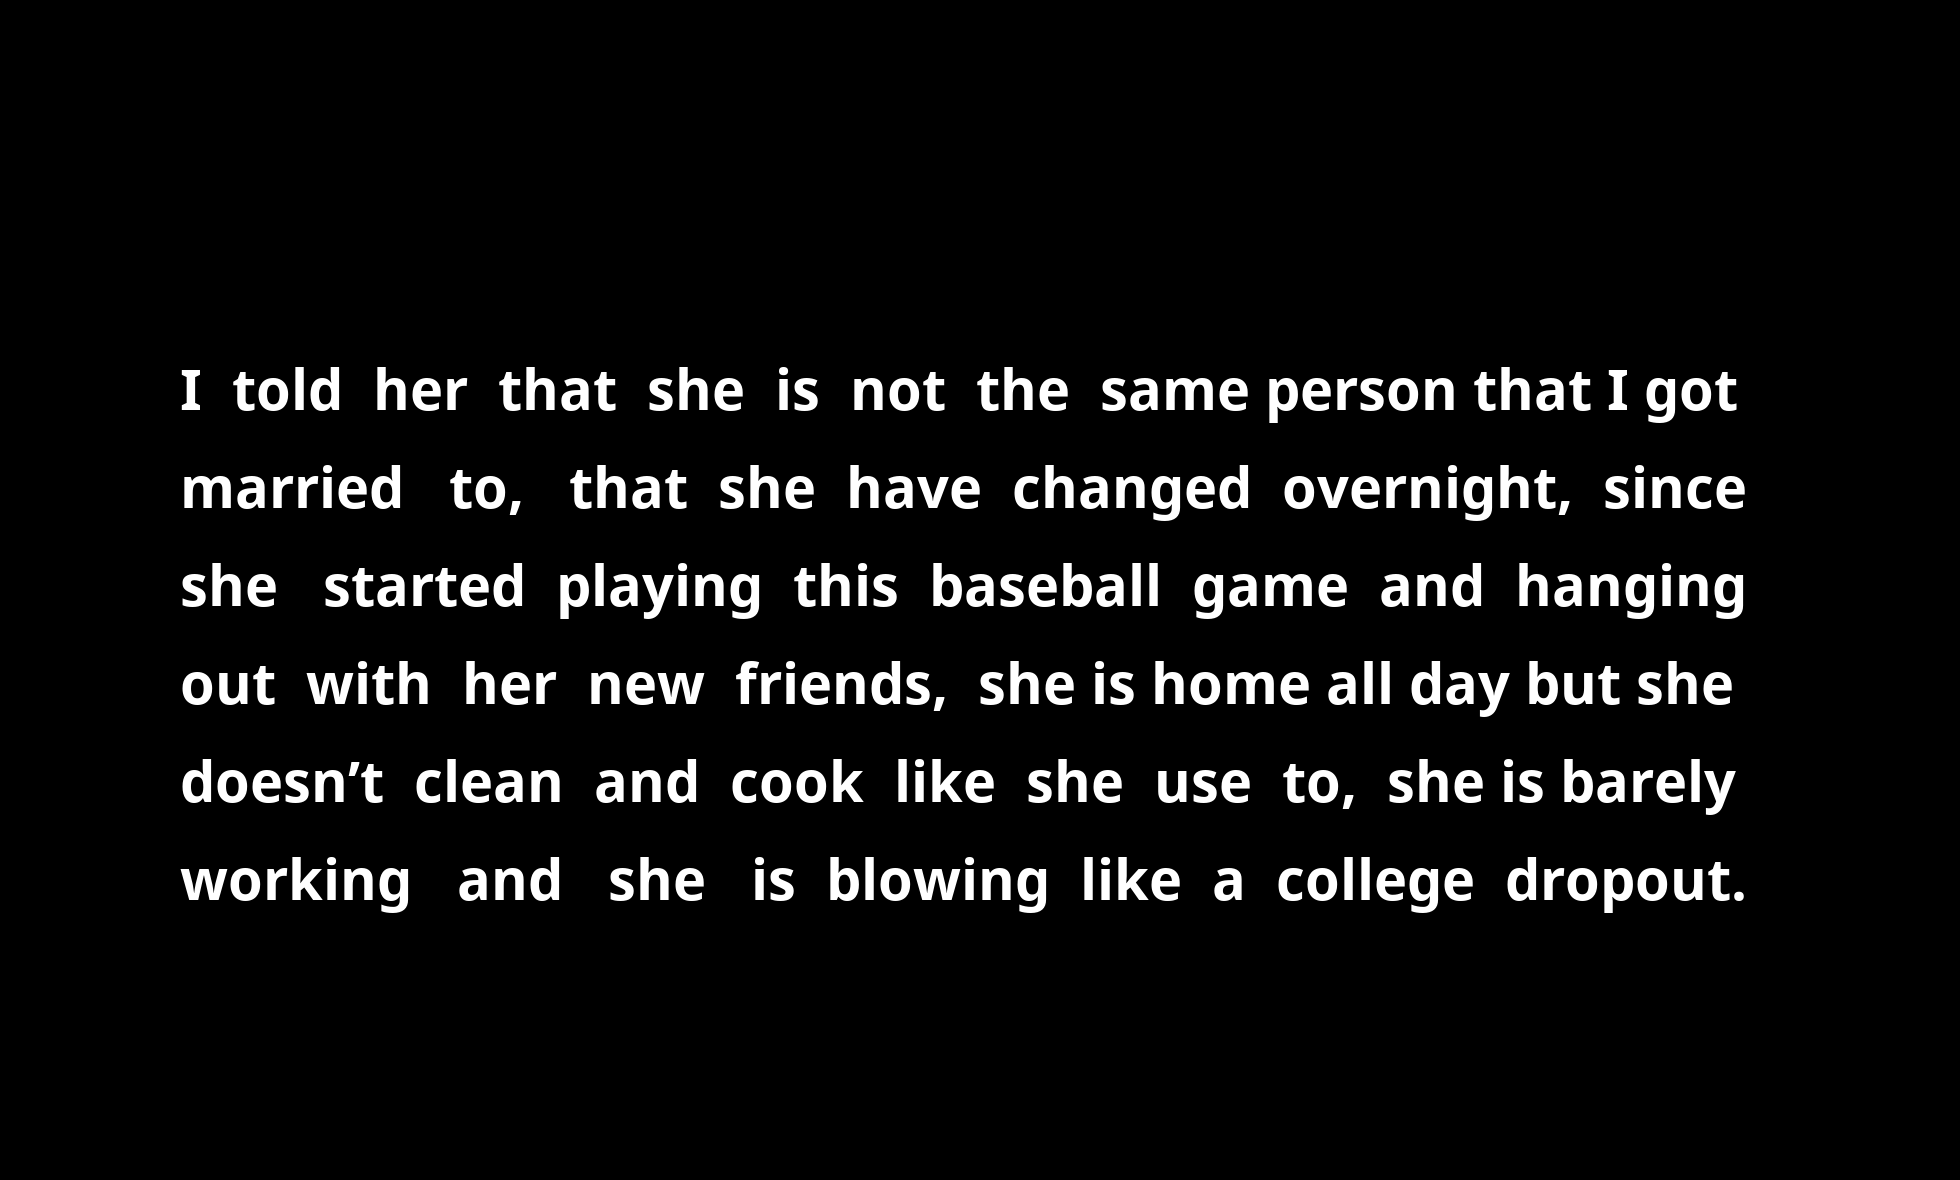 I told her that she is not the same person that I got
married to, that she have changed overnight, since
she started playing this baseball game and hanging
out with her new friends, she is home all day but she
doesn’t clean and cook like she use to, she is barely
working and she is blowing like a college dropout.